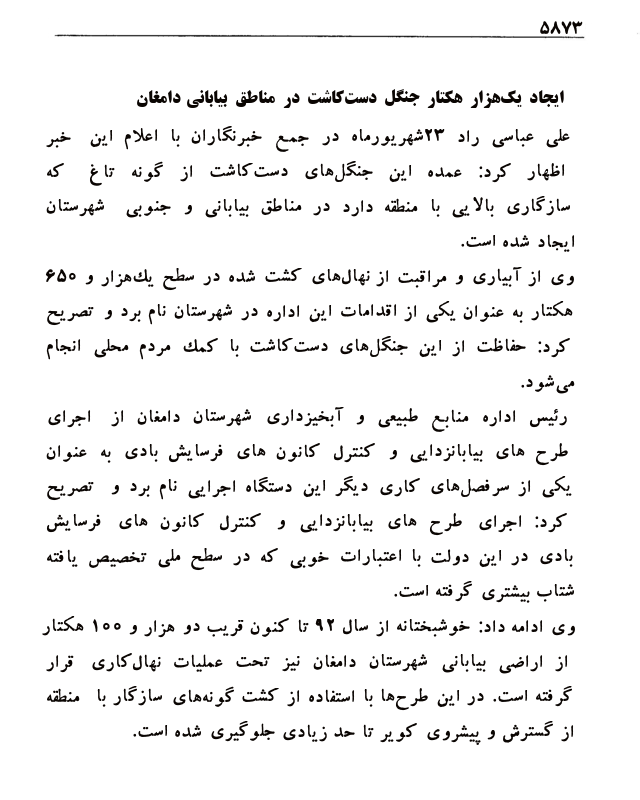 ۵۸۷۳
ایجاد یک‌هزار هکتار جنگل دست‌کاشت در مناطق بیابانی دامغان
علی عباسی راد ۲۳شهریورماه در جمع خبرنگاران با اعلام این خبر
اظهار کرد: عمده این جنگل‌های دست‌کاشت از گونه تاغ که
سازگاری بالایی با منطقه دارد در مناطق بیابانی و جنوبی شهرستان
ایجاد شده است.
وی از آبیاری و مراقبت از نهال‌های کشت شده در سطح یك‌هزار و ۶۵۰
هکتار به عنوان یکی از اقدامات این اداره در شهرستان نام برد و تصریح
کرد: حفاظت از این جنگل‌های دست‌کاشت با کمك مردم محلی انجام
می‌شود.
رئیس اداره منابع طبیعی و آبخیزداری شهرستان دامغان از اجرای
طرح های بیابانزدایی و کنترل کانون های فرسایش بادی به عنوان
یکی از سرفصل‌های کاری دیگر این دستگاه اجرایی نام برد و تصریح
کرد: اجرای طرح های بیابانزدایی و کنترل کانون های فرسایش
بادی در این دولت با اعتبارات خوبی که در سطح ملی تخصیص یافته
شتاب بیشتری گرفته است.
وی ادامه داد: خوشبختانه از سال ۹۲ تا کنون قریب دو هزار و ۱۰۰ هکتار
از اراضی بیابانی شهرستان دامغان نیز تحت عملیات نهال‌کاری قرار
گرفته است. در این طرح‌ها با استفاده از کشت گونه‌های سازگار با منطقه
از گسترش و پیشروی کویر تا حد زیادی جلوگیری شده است.